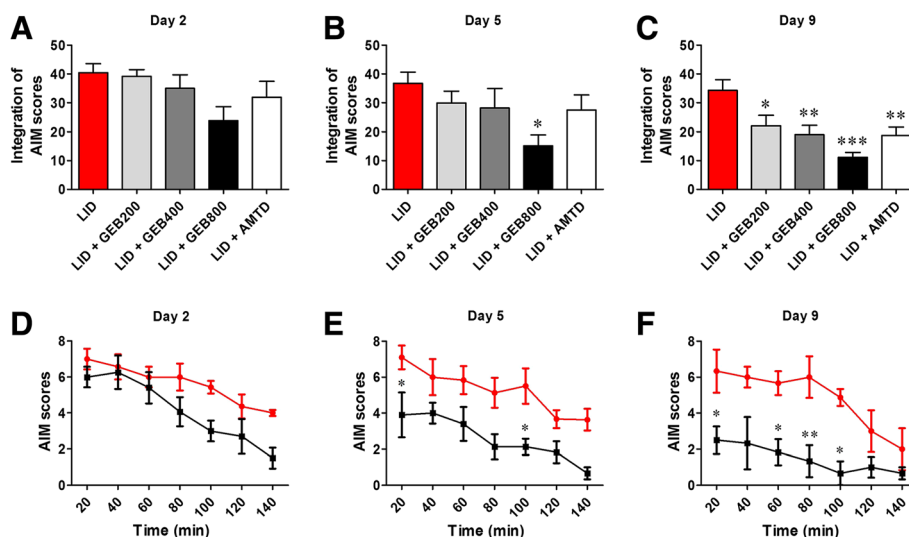 A
Day 2
Integration of
AIM scores
50
40
30
20
10
0
LID
LID + GEB200
LID + GEB400
LID + GEB800
LID + AMTD
B
Day 5
Integration of
AIM scores
50
40
30
20
10
0
*
LID
LID + GEB200
LID + GEB400
LID + GEB800
LID + AMTD
C
Day 9
Integration of
AIM scores
50
40
30
20
10
0
*
**
***
**
LID
LID + GEB200
LID + GEB400
LID + GEB800
LID + AMTD
D
Day 2
AIM scores
8
6
4
2
0
20 40 60 80 100 120 140
Time (min)
E
Day 5
AIM scores
8
6
4
2
0
*
*
20 40 60 80 100 120 140
Time (min)
F
Day 9
AIM scores
8
6
4
2
0
*
*
**
*
20 40 60 80 100 120 140
Time (min)